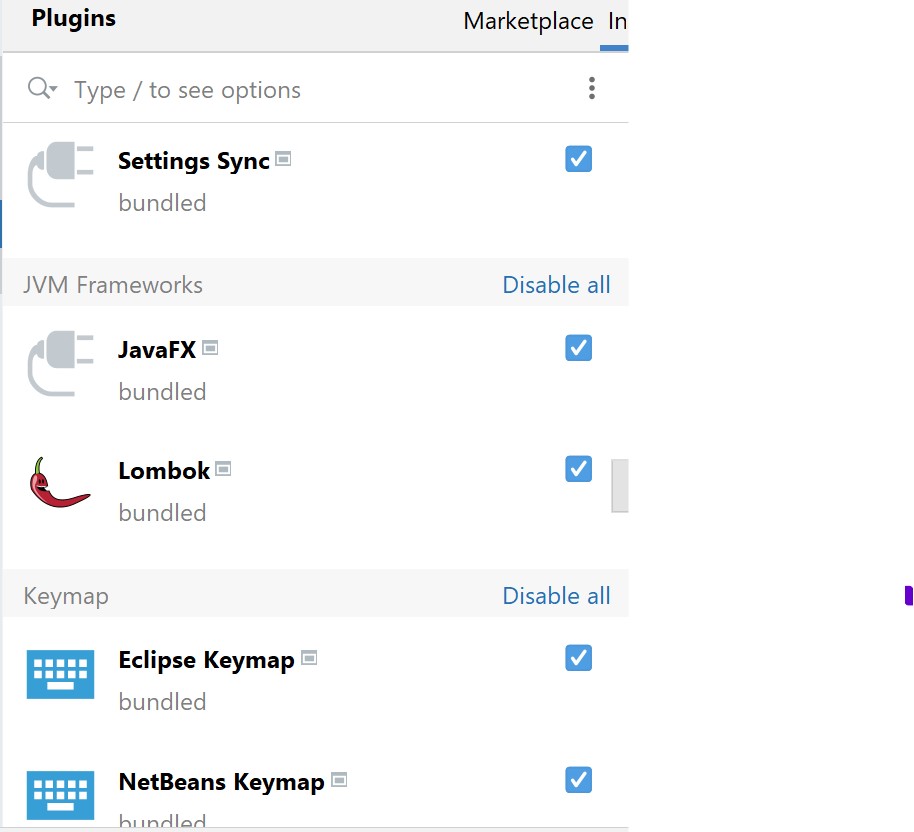 Plugins
Marketplace In
Type / to see options
Settings Sync
bundled
JVM Frameworks Disable all
JavaFX
bundled
Lombok
bundled
Keymap Disable all
Eclipse Keymap
bundled
NetBeans Keymap
bundled